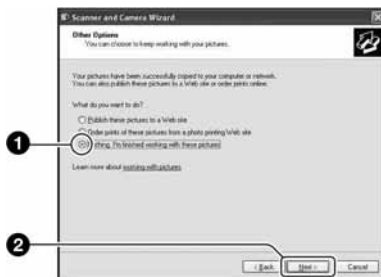 Scanner and Camera Wizard
Other Options
You can choose to keep working with your pictures.
Your pictures have been successfully copied to your computer or network.
You can also publish these pictures to a Web site or order prints online.
What do you want to do?
Publish these pictures to a Web site
Order prints of these pictures from a photo printing Web site
1
thing. I'm finished working with these pictures
Learn more about working with pictures.
2
< Back
Next >
Cancel